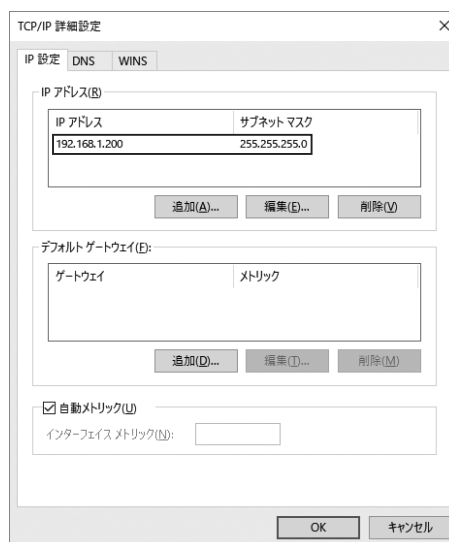 TCP/IP 詳細設定
IP 設定 DNS WINS
IP アドレス(R)
IP アドレス サブネット マスク
192.168.1.200 255.255.255.0
追加(A)... 編集(E)... 削除(V)
デフォルト ゲートウェイ(F):
ゲートウェイ メトリック
追加(D)... 編集(T)... 削除(M)
自動メトリック(U)
インターフェイス メトリック(N):
OK キャンセル